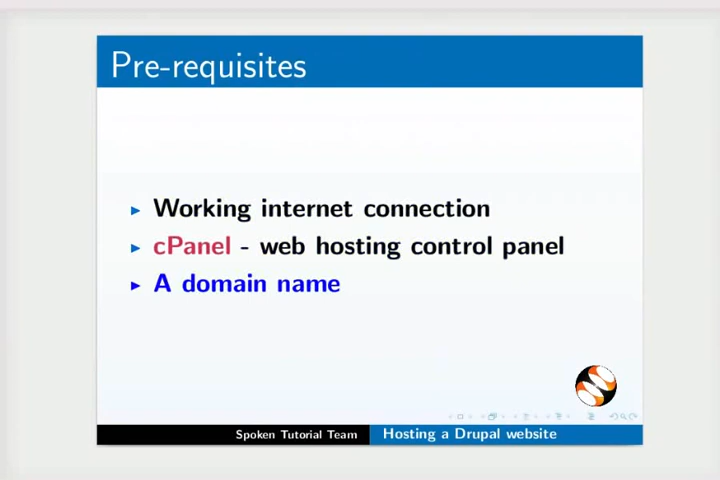 Pre-requisites
Working internet connection
cPanel - web hosting control panel
A domain name
Spoken Tutorial Team
Hosting a Drupal website